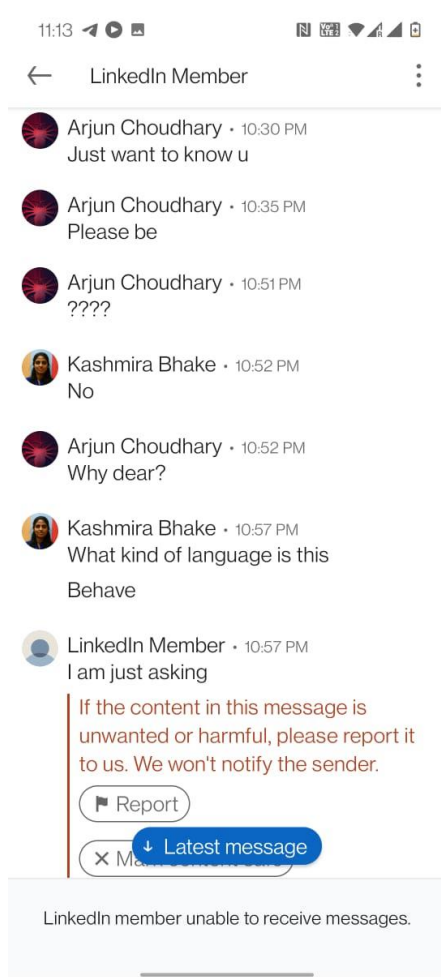 11:13
LinkedIn Member
Arjun Choudhary • 10:30 PM
Just want to know u
Arjun Choudhary • 10:35 PM
Please be
Arjun Choudhary • 10:51 PM
????
Kashmira Bhake • 10:52 PM
No
Arjun Choudhary • 10:52 PM
Why dear?
Kashmira Bhake • 10:57 PM
What kind of language is this
Behave
LinkedIn Member • 10:57 PM
I am just asking
If the content in this message is
unwanted or harmful, please report it
to us. We won't notify the sender.
Report
Latest message
LinkedIn member unable to receive messages.